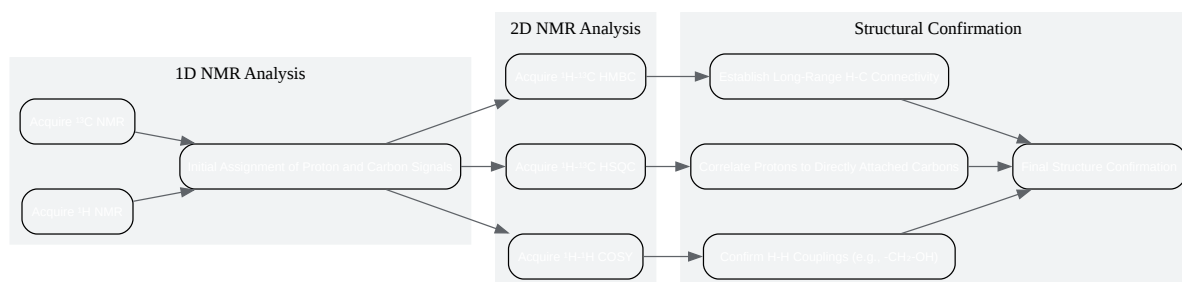 1D NMR Analysis
Acquire ¹³C NMR
Acquire ¹H NMR
Initial Assignment of Proton and Carbon Signals
2D NMR Analysis
Acquire ¹H-¹³C HMBC
Acquire ¹H-¹³C HSQC
Acquire ¹H-¹H COSY
Structural Confirmation
Establish Long-Range H-C Connectivity
Correlate Protons to Directly Attached Carbons
Confirm H-H Couplings (e.g., -CH₂-OH)
Final Structure Confirmation